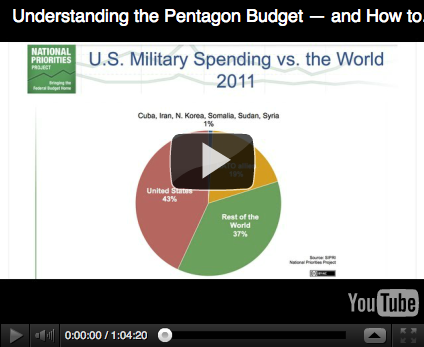 Understanding the Pentagon Budget — and How to.
NATIONAL
PRIORITIES
PROJECT
Bringing the
Federal Budget Home
U.S. Military Spending vs. the World
2011
Cuba, Iran, N. Korea, Somalia, Sudan, Syria
1%
United States
43%
Rest of the
World
37%
Source: SIPRI
National Priorities Project
YouTube
0:00:00 / 1:04:20